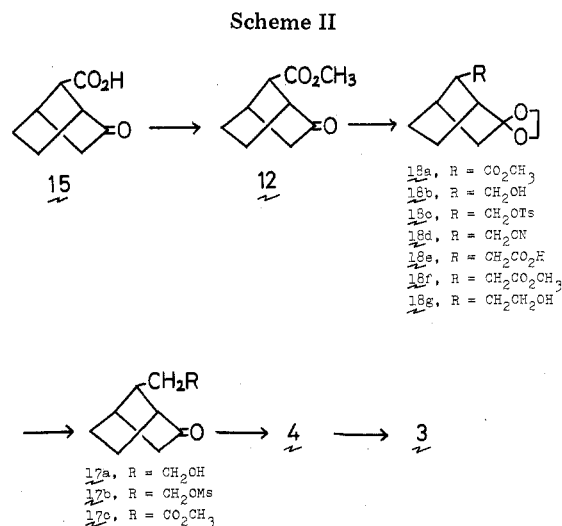 Scheme II
CO₂H
O
15
CO₂CH₃
O
12
R
O
O
18a, R = CO₂CH₃
18b, R = CH₂OH
18c, R = CH₂OTs
18d, R = CH₂CN
18e, R = CH₂CO₂H
18f, R = CH₂CO₂CH₃
18g, R = CH₂CH₂OH
CH₂R
O
4
3
17a, R = CH₂OH
17b, R = CH₂OMs
17c, R = CO₂CH₃